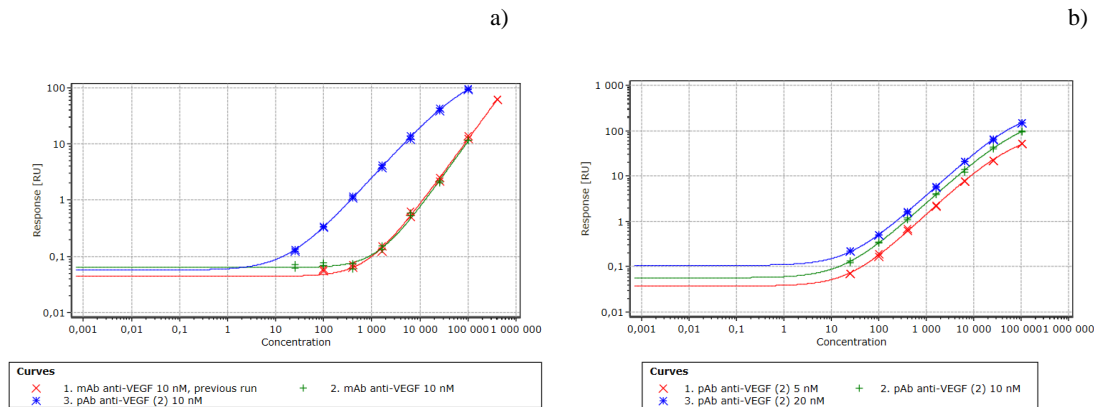 a)
b)
Response [RU]
100
10
1
0,1
0,01
0,001 0,01 0,1 1 10 100 1 000 10 000 100 000 1 000 000
Concentration
Curves
1. mAb anti-VEGF 10 nM, previous run 2. mAb anti-VEGF 10 nM
3. pAb anti-VEGF (2) 10 nM
Response [RU]
1 000
100
10
1
0,1
0,01
0,001 0,01 0,1 1 10 100 1 000 10 000 100 000 1 000 000
Concentration
Curves
1. pAb anti-VEGF (2) 5 nM 2. pAb anti-VEGF (2) 10 nM
3. pAb anti-VEGF (2) 20 nM